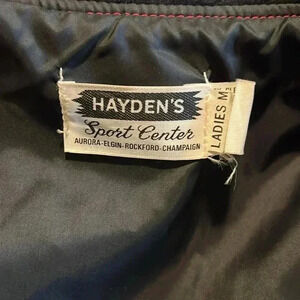 HAYDEN'S
Sport Center
AURORA-ELGIN-ROCKFORD-CHAMPAIGN
LADIES M